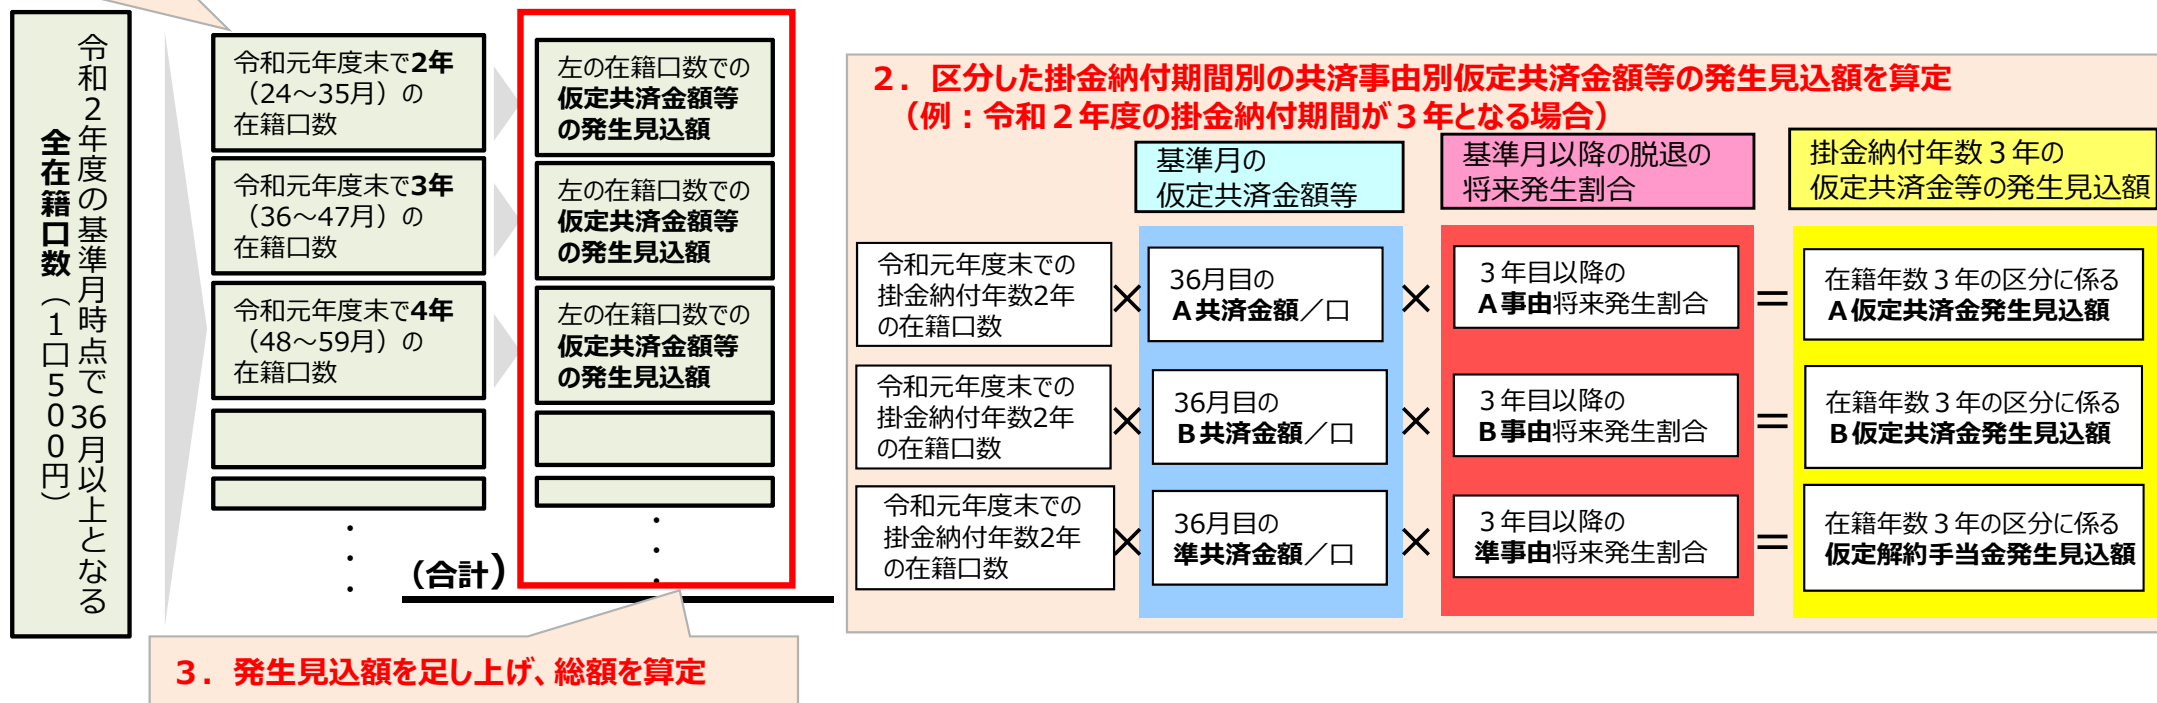 令和２年度の基準月時点で36月以上となる
全在籍口数（１口５００円）
令和元年度末で2年
（24～35月）の
在籍口数
令和元年度末で3年
（36～47月）の
在籍口数
令和元年度末で4年
（48～59月）の
在籍口数
・
・
・
左の在籍口数での
仮定共済金額等
の発生見込額
左の在籍口数での
仮定共済金額等
の発生見込額
左の在籍口数での
仮定共済金額等
の発生見込額
・
・
・
（合計）
３．発生見込額を足し上げ、総額を算定
２．区分した掛金納付期間別の共済事由別仮定共済金額等の発生見込額を算定
（例：令和２年度の掛金納付期間が３年となる場合）
基準月の
仮定共済金額等
基準月以降の脱退の
将来発生割合
掛金納付年数３年の
仮定共済金等の発生見込額
令和元年度末での
掛金納付年数2年
の在籍口数
×
36月目の
Ａ共済金額／口
×
３年目以降の
Ａ事由将来発生割合
＝
在籍年数３年の区分に係る
Ａ仮定共済金発生見込額
令和元年度末での
掛金納付年数2年
の在籍口数
×
36月目の
Ｂ共済金額／口
×
３年目以降の
Ｂ事由将来発生割合
＝
在籍年数３年の区分に係る
Ｂ仮定共済金発生見込額
令和元年度末での
掛金納付年数2年
の在籍口数
×
36月目の
準共済金額／口
×
３年目以降の
準事由将来発生割合
＝
在籍年数３年の区分に係る
仮定解約手当金発生見込額